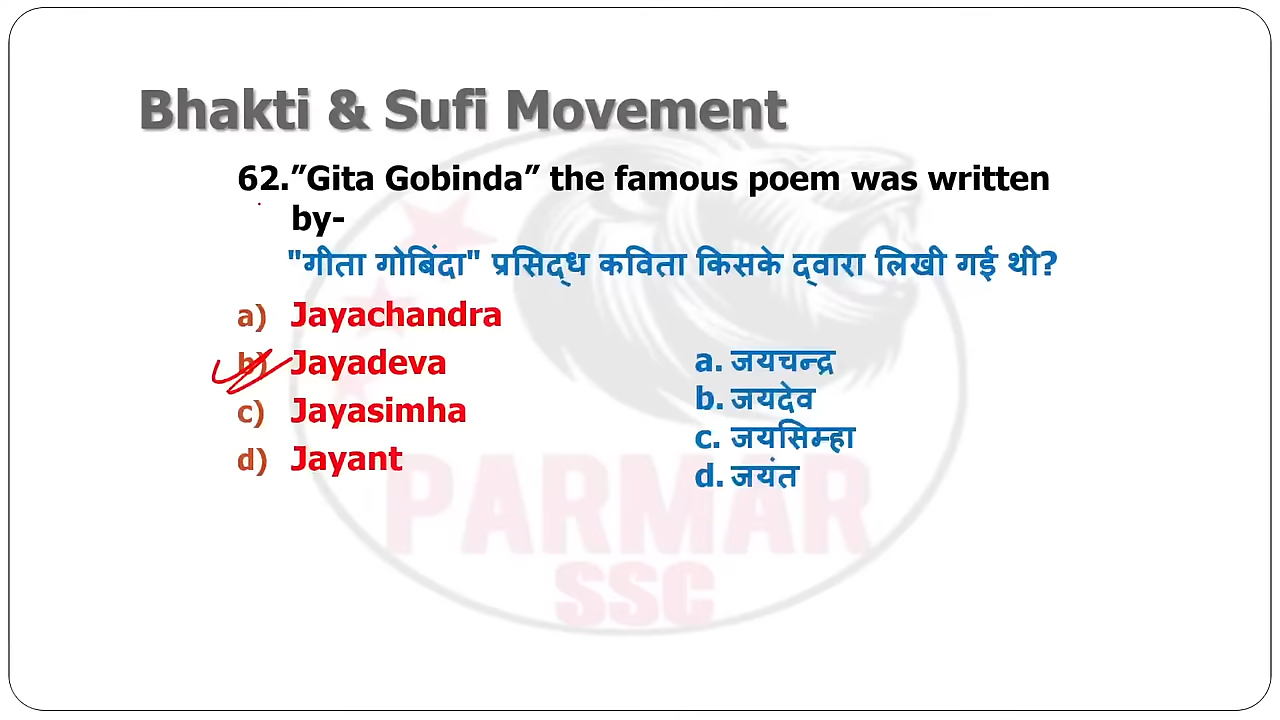 Bhakti & Sufi Movement
62.”Gita Gobinda” the famous poem was written
by-
"गीता गोबिंदा" प्रसिद्ध कविता किसके द्वारा लिखी गई थी?
a) Jayachandra
b) Jayadeva
c) Jayasimha
d) Jayant
a. जयचन्द्र
b. जयदेव
c. जयसिम्हा
d. जयंत
PARMAR
SSC